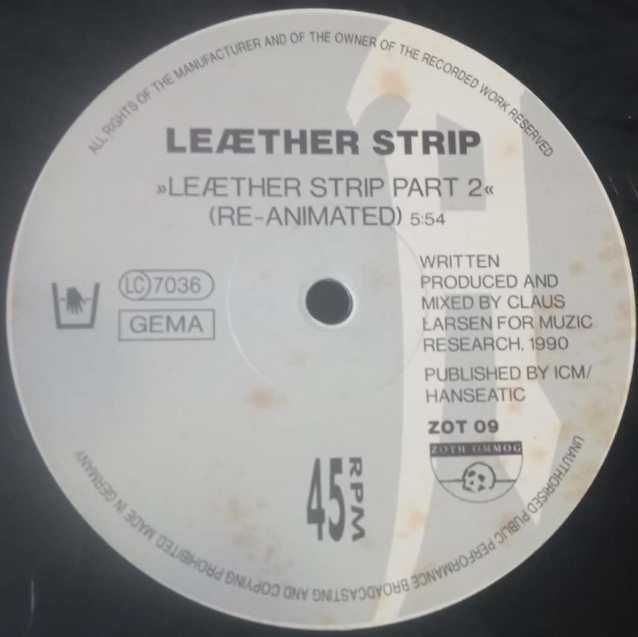 ALL RIGHTS OF THE MANUFACTURER AND OF THE OWNER OF THE RECORDED WORK RESERVED
LEÆTHER STRIP
»LEÆTHER STRIP PART 2«
(RE-ANIMATED) 5:54
LC 7036
GEMA
WRITTEN
PRODUCED AND
MIXED BY CLAUS
LARSEN FOR MUZIC
RESEARCH, 1990
PUBLISHED BY ICM/
HANSEATIC
ZOT 09
ZOTH OMMOG
45 RPM
UNAUTHORISED PUBLIC PERFORMANCE BROADCASTING AND COPYING PROHIBITED MADE IN GERMANY